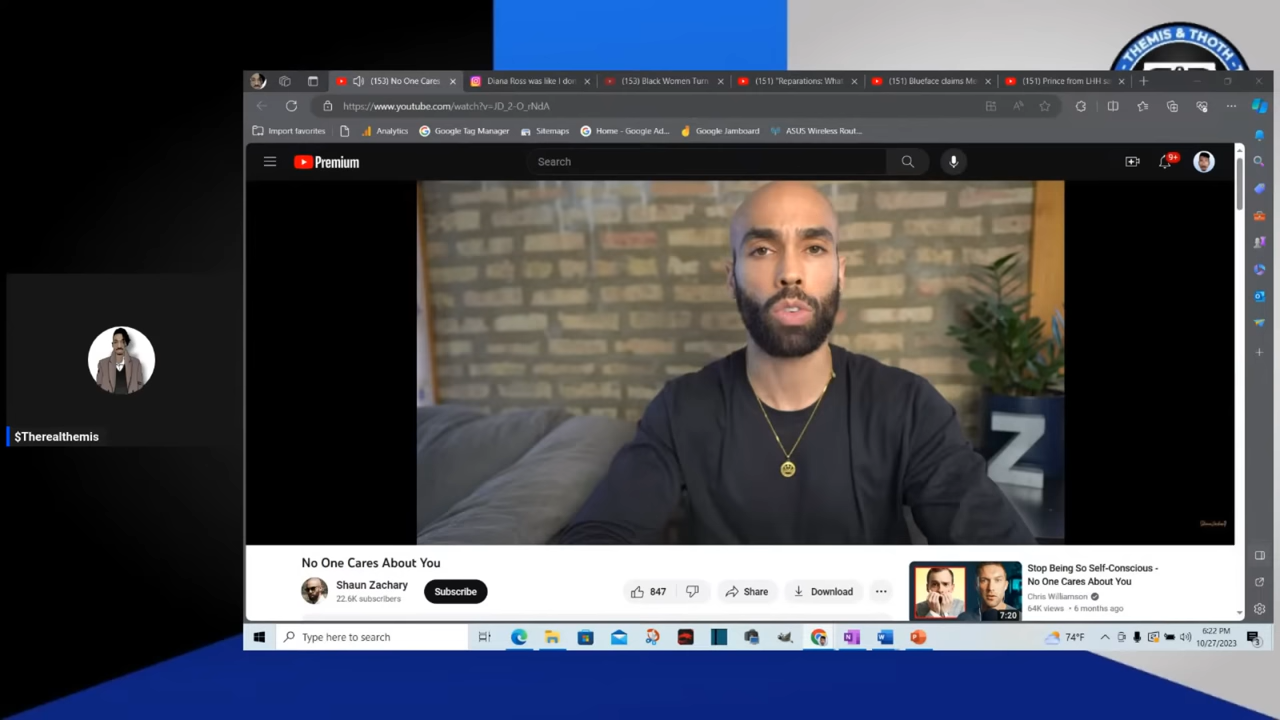 THEMIS & THOTH
(153) No One Cares
Diana Ross was like I don
(153) Black Women Turn
(151) "Reparations: What
(151) Blueface claims Me
(151) Prince from LHH sa
https://www.youtube.com/watch?v=JD_2-O_rNdA
Import favorites
Analytics
Google Tag Manager
Sitemaps
Home - Google Ad...
Google Jamboard
ASUS Wireless Rout...
Premium
Search
9+
Z
$Therealthemis
No One Cares About You
Shaun Zachary
22.6K subscribers
Subscribe
847
Share
Download
Stop Being So Self-Conscious -
No One Cares About You
Chris Williamson
64K views • 6 months ago
7:20
Type here to search
74°F
6:22 PM
10/27/2023